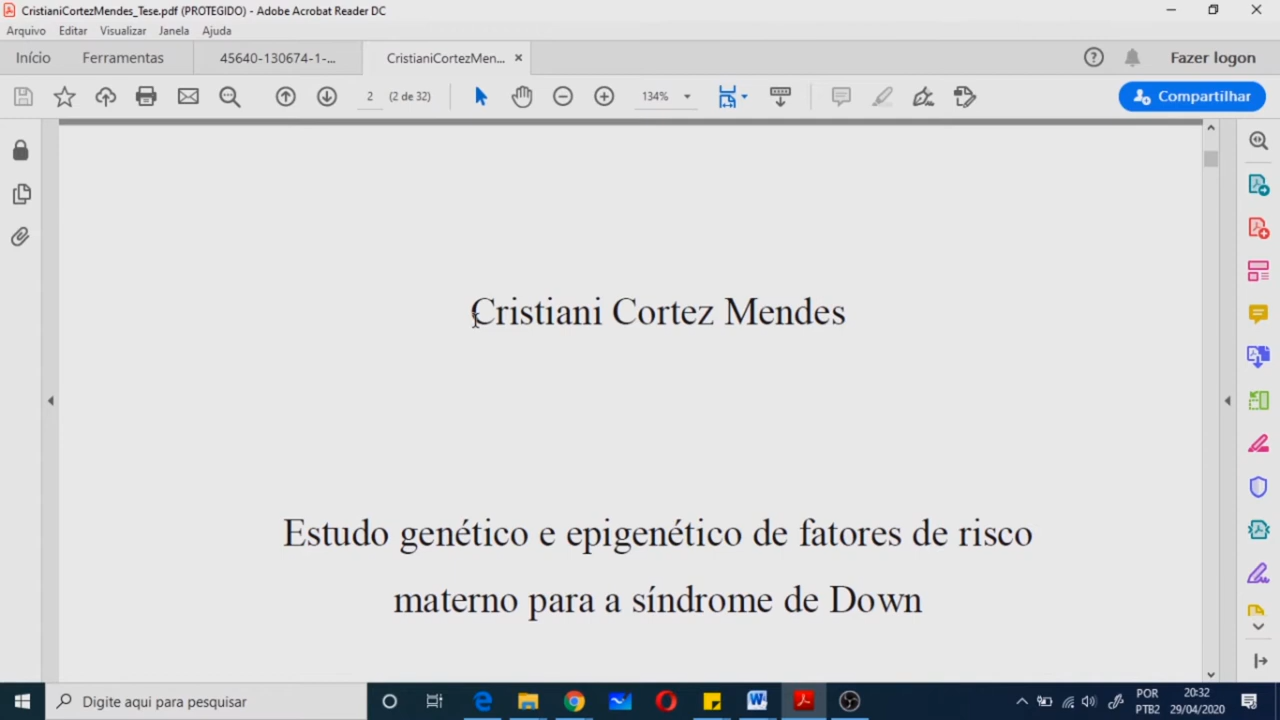 CristianiCortezMendes_Tese.pdf (PROTEGIDO) - Adobe Acrobat Reader DC
Arquivo Editar Visualizar Janela Ajuda
Início Ferramentas 45640-130674-1-... CristianiCortezMen... Fazer logon
2 (2 de 32) 134% Compartilhar
Cristiani Cortez Mendes
Estudo genético e epigenético de fatores de risco
materno para a síndrome de Down
Digite aqui para pesquisar
POR
PTB2
20:32
29/04/2020